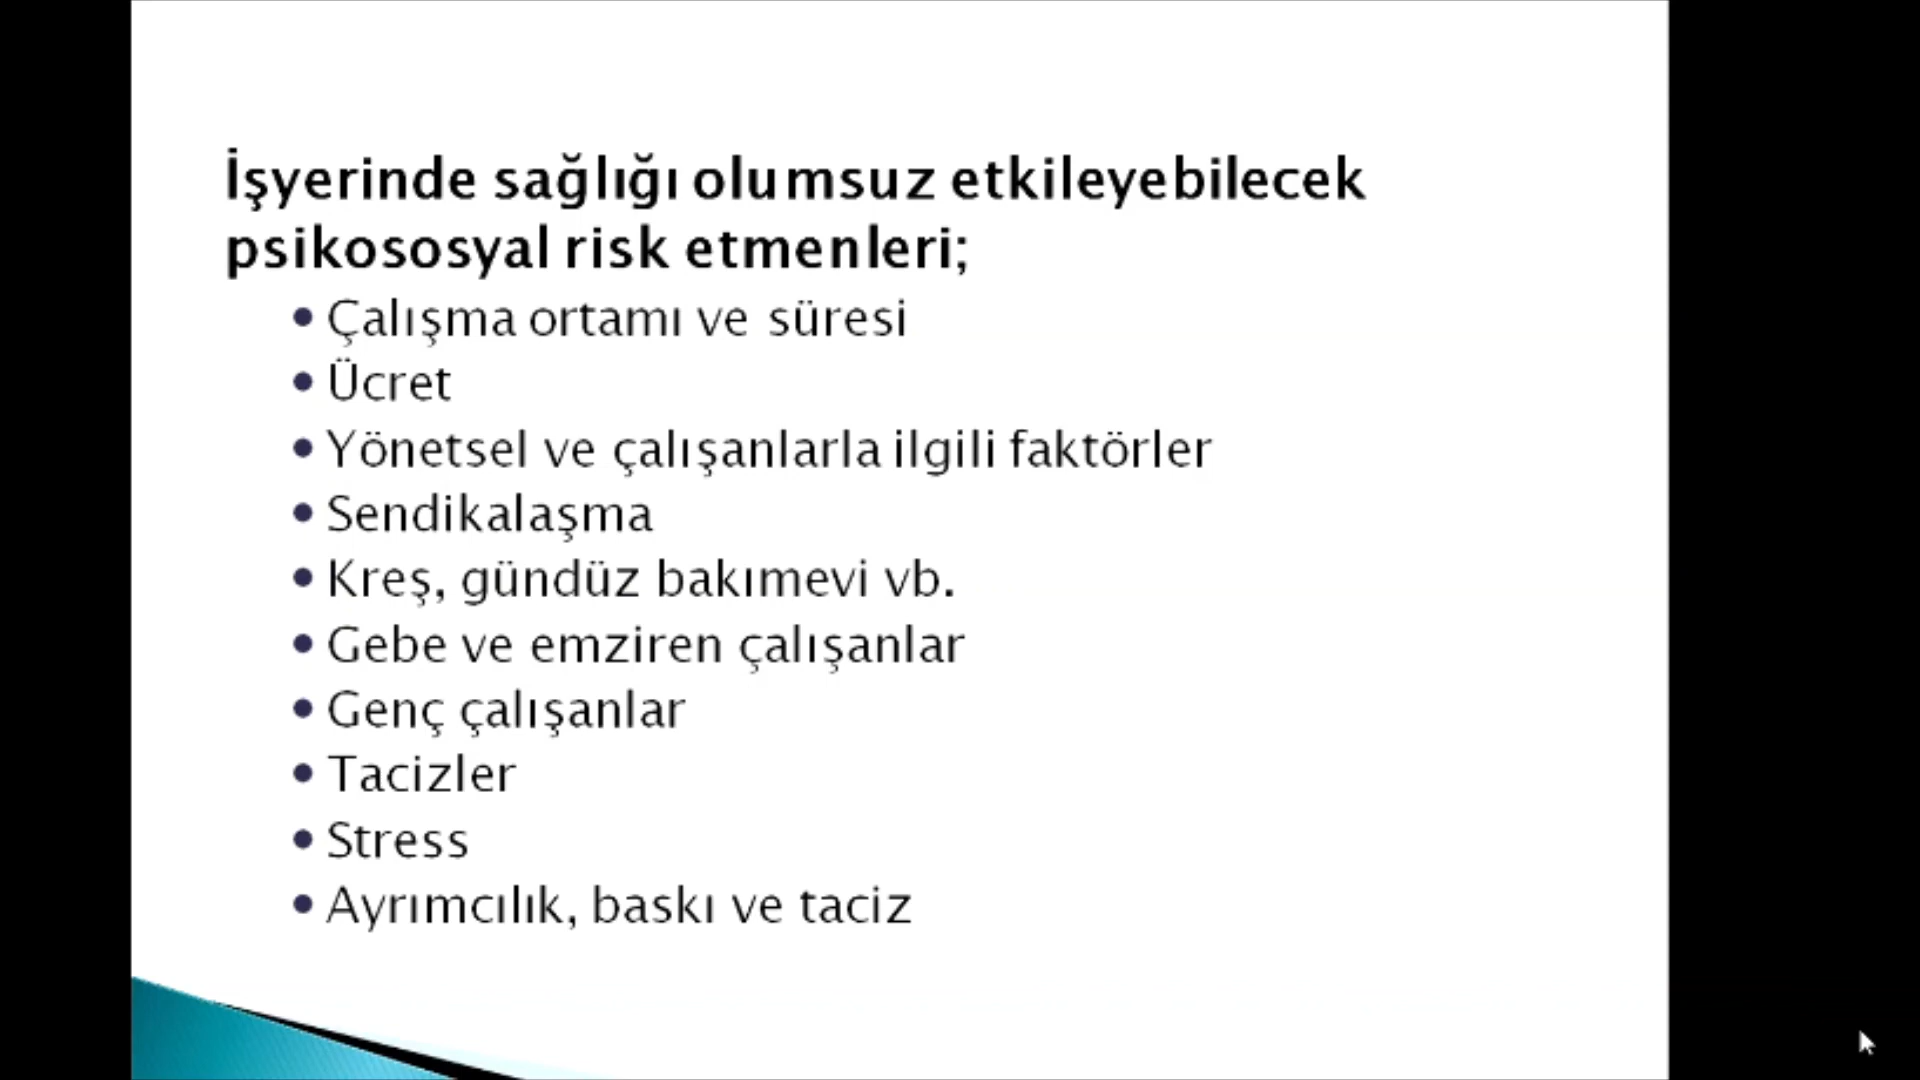 İşyerinde sağlığı olumsuz etkileyebilecek
psikososyal risk etmenleri;
• Çalışma ortamı ve süresi
• Ücret
• Yönetsel ve çalışanlarla ilgili faktörler
• Sendikalaşma
• Kreş, gündüz bakımevi vb.
• Gebe ve emziren çalışanlar
• Genç çalışanlar
• Tacizler
• Stress
• Ayrımcılık, baskı ve taciz